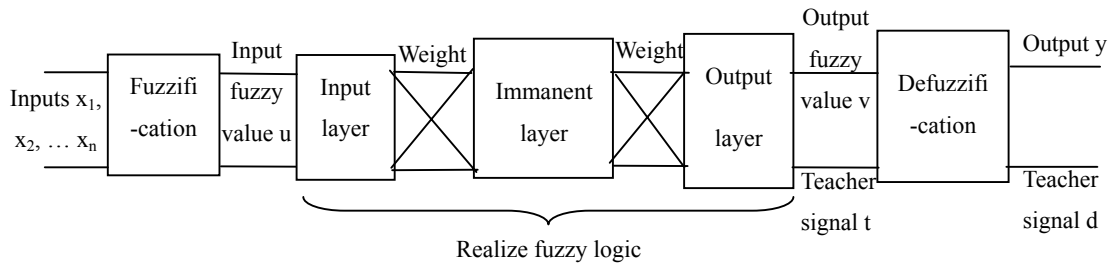 Inputs x₁,
x₂, … xₙ
Fuzzifi
-cation
Input
fuzzy
value u
Input
layer
Weight
Immanent
layer
Weight
Output
layer
Output
fuzzy
value v
Teacher
signal t
Defuzzifi
-cation
Output y
Teacher
signal d
Realize fuzzy logic